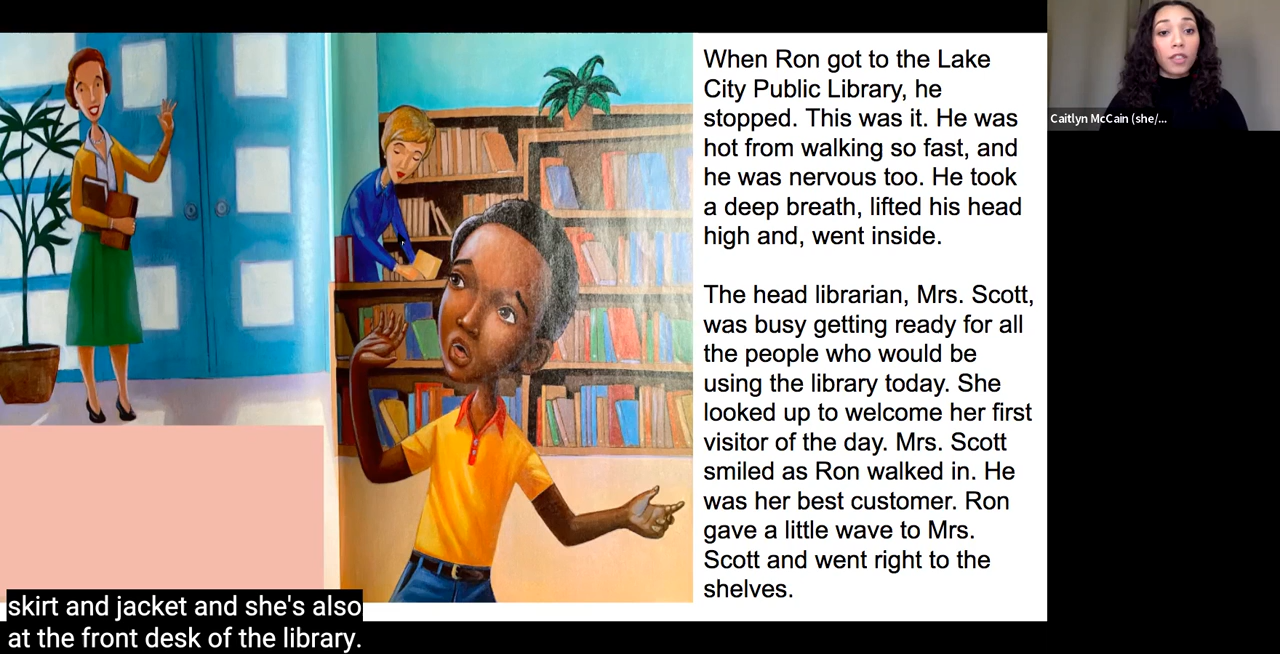 When Ron got to the Lake
City Public Library, he
stopped. This was it. He was
hot from walking so fast, and
he was nervous too. He took
a deep breath, lifted his head
high and, went inside.
The head librarian, Mrs. Scott,
was busy getting ready for all
the people who would be
using the library today. She
looked up to welcome her first
visitor of the day. Mrs. Scott
smiled as Ron walked in. He
was her best customer. Ron
gave a little wave to Mrs.
Scott and went right to the
shelves.
Caitlyn McCain (she/...
skirt and jacket and she's also
at the front desk of the library.